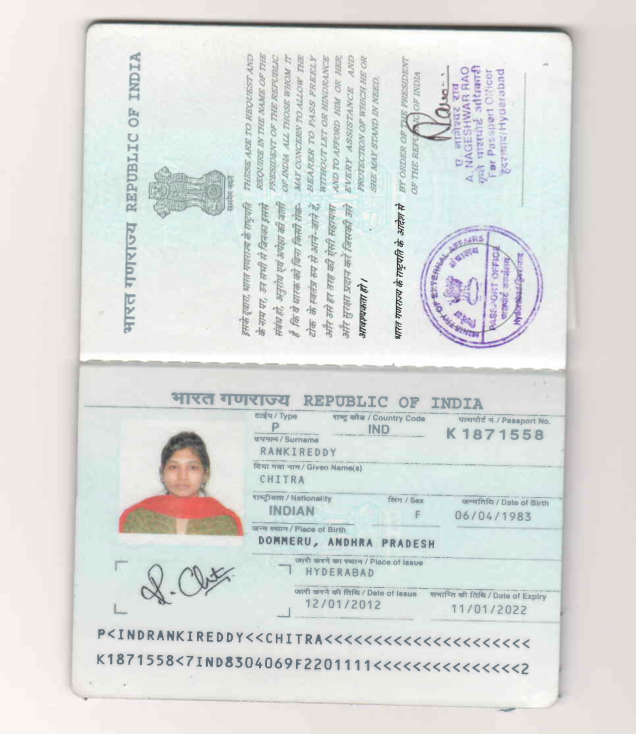 भारत गणराज्य REPUBLIC OF INDIA
सत्यमेव जयते
इसके द्वारा, भारत गणराज्य के राष्ट्रपति
के नाम पर, उन सभी से जिनका इससे
संबंध हो, अनुरोध एवं अपेक्षा की जाती
है कि वे धारक को बिना किसी रोक-
टोक के स्वतंत्र रूप से आने-जाने दें,
और उसे हर तरह की ऐसी सहायता
और सुरक्षा प्रदान करें जिसकी उसे
आवश्यकता हो।
THESE ARE TO REQUEST AND
REQUIRE IN THE NAME OF THE
PRESIDENT OF THE REPUBLIC
OF INDIA ALL THOSE WHOM IT
MAY CONCERN TO ALLOW THE
BEARER TO PASS FREELY
WITHOUT LET OR HINDRANCE
AND TO AFFORD HIM OR HER,
EVERY ASSISTANCE AND
PROTECTION OF WHICH HE OR
SHE MAY STAND IN NEED.
भारत गणराज्य के राष्ट्रपति के आदेश से
BY ORDER OF THE PRESIDENT
OF THE REPUBLIC OF INDIA
ए. नागेश्वर राव
A. NAGESHWAR RAO
कृते पासपोर्ट अधिकारी
For Passport Officer
हैदराबाद/Hyderabad
MINISTRY OF EXTERNAL AFFAIRS
PASSPORT OFFICE
पासपोर्ट कार्यालय
भारत गणराज्य REPUBLIC OF INDIA
टाईप / Type
राष्ट्र कोड / Country Code
पासपोर्ट नं. / Passport No.
P
IND
K1871558
उपनाम / Surname
RANKIREDDY
दिया गया नाम / Given Name(s)
CHITRA
राष्ट्रीयता / Nationality
लिंग / Sex
जन्मतिथि / Date of Birth
INDIAN
F
06/04/1983
जन्म स्थान / Place of Birth
DOMMERU, ANDHRA PRADESH
जारी करने का स्थान / Place of Issue
HYDERABAD
जारी करने की तिथि / Date of Issue
समाप्ति की तिथि / Date of Expiry
12/01/2012
11/01/2022
R. Chit
P<INDRANKIREDDY<<CHITRA<<<<<<<<<<<<<<<<<<<<<
K1871558<7IND8304069F2201111<<<<<<<<<<<<<<<2